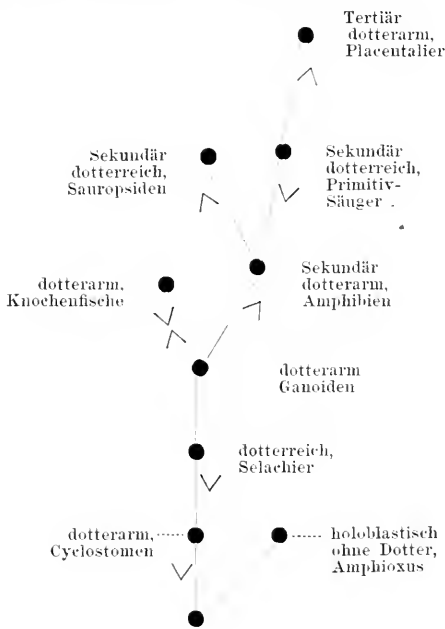 Tertiär
dotterarm,
Placentalier
Sekundär
dotterreich,
Sauropsiden
Sekundär
dotterreich,
Primitiv-
Säuger
dotterarm,
Knochenfische
Sekundär
dotterarm,
Amphibien
dotterarm
Ganoiden
dotterreich,
Selachier
dotterarm,
Cyclostomen
holoblastisch
ohne Dotter,
Amphioxus